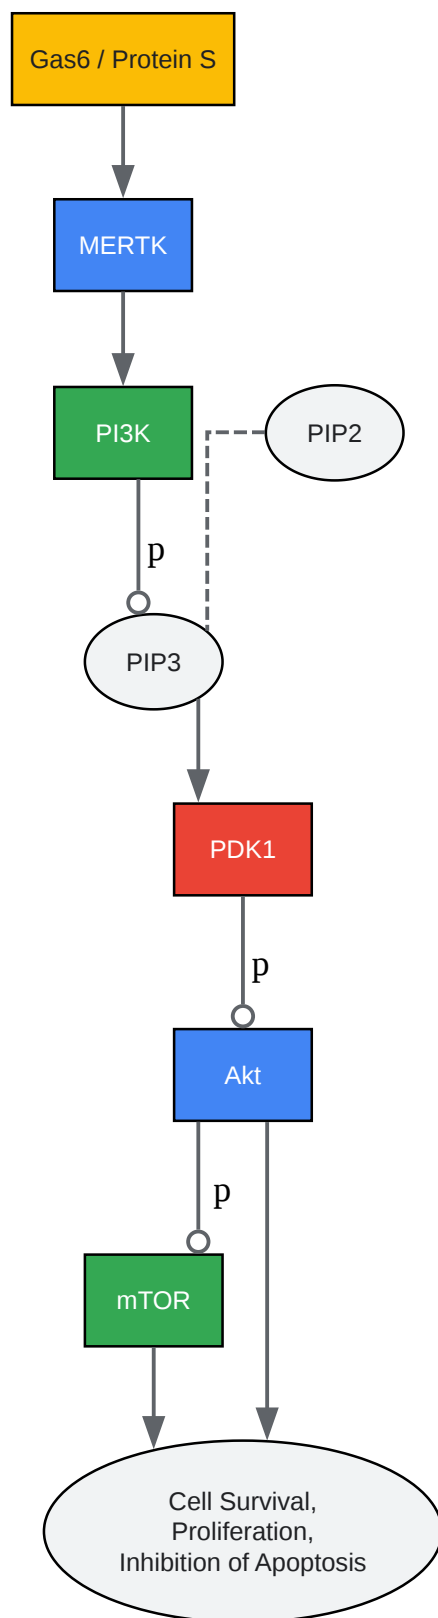 Gas6 / Protein S
MERTK
PI3K
PIP2
p
PIP3
PDK1
p
Akt
p
mTOR
Cell Survival,
Proliferation,
Inhibition of Apoptosis